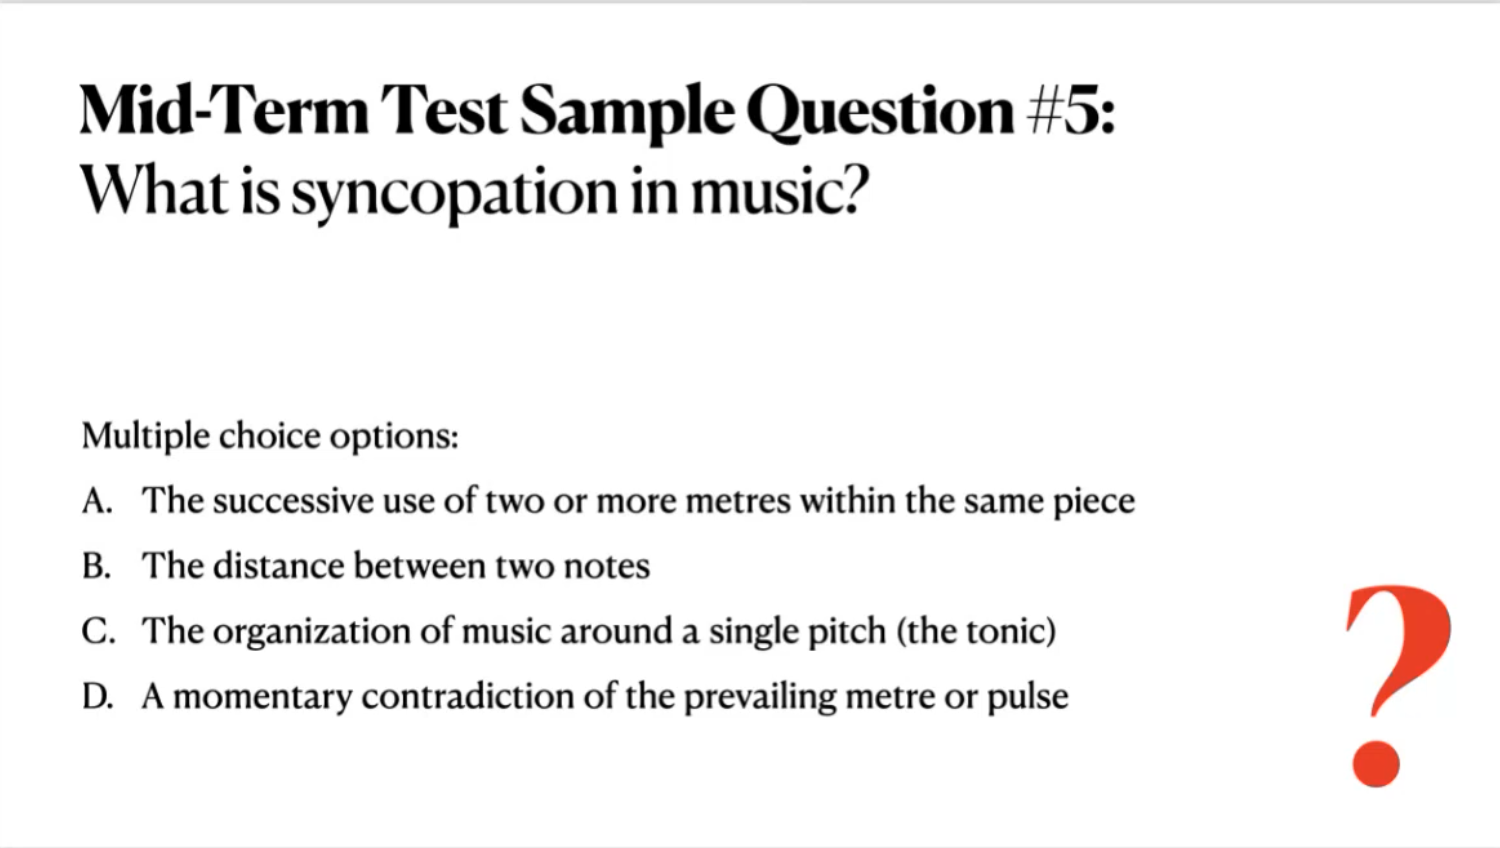 Mid-Term Test Sample Question #5:
What is syncopation in music?
Multiple choice options:
A. The successive use of two or more metres within the same piece
B. The distance between two notes
C. The organization of music around a single pitch (the tonic)
D. A momentary contradiction of the prevailing metre or pulse
?